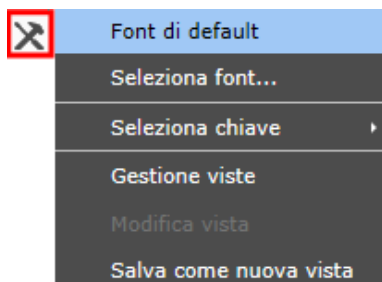 Font di default
Seleziona font...
Seleziona chiave
Gestione viste
Modifica vista
Salva come nuova vista